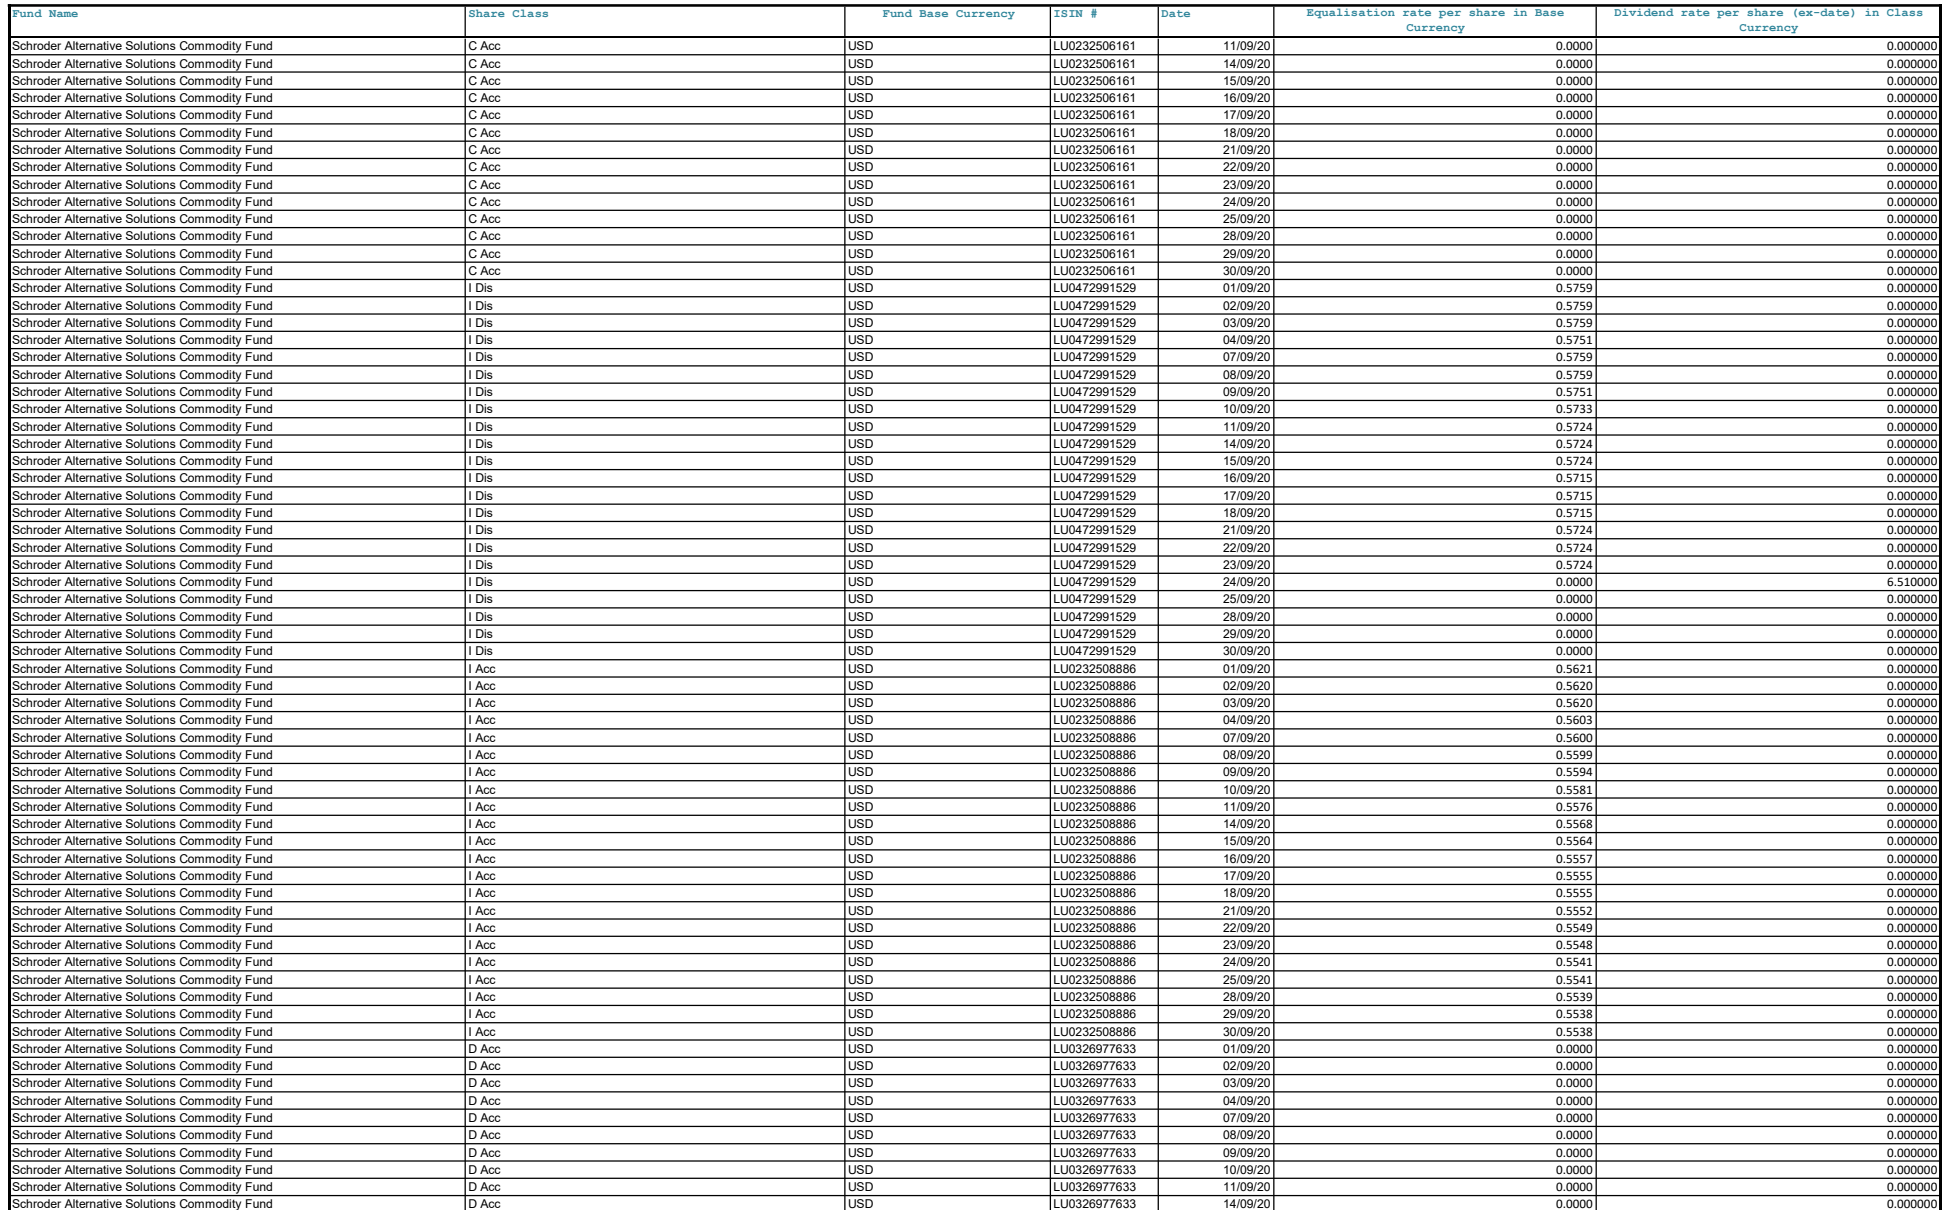 Fund Name Share Class Fund Base Currency ISIN # Date Equalisation rate per share in Base Currency Dividend rate per share (ex-date) in Class Currency
Schroder Alternative Solutions Commodity Fund C Acc USD LU0232506161 11/09/20 0.0000 0.000000
Schroder Alternative Solutions Commodity Fund C Acc USD LU0232506161 14/09/20 0.0000 0.000000
Schroder Alternative Solutions Commodity Fund C Acc USD LU0232506161 15/09/20 0.0000 0.000000
Schroder Alternative Solutions Commodity Fund C Acc USD LU0232506161 16/09/20 0.0000 0.000000
Schroder Alternative Solutions Commodity Fund C Acc USD LU0232506161 17/09/20 0.0000 0.000000
Schroder Alternative Solutions Commodity Fund C Acc USD LU0232506161 18/09/20 0.0000 0.000000
Schroder Alternative Solutions Commodity Fund C Acc USD LU0232506161 21/09/20 0.0000 0.000000
Schroder Alternative Solutions Commodity Fund C Acc USD LU0232506161 22/09/20 0.0000 0.000000
Schroder Alternative Solutions Commodity Fund C Acc USD LU0232506161 23/09/20 0.0000 0.000000
Schroder Alternative Solutions Commodity Fund C Acc USD LU0232506161 24/09/20 0.0000 0.000000
Schroder Alternative Solutions Commodity Fund C Acc USD LU0232506161 25/09/20 0.0000 0.000000
Schroder Alternative Solutions Commodity Fund C Acc USD LU0232506161 28/09/20 0.0000 0.000000
Schroder Alternative Solutions Commodity Fund C Acc USD LU0232506161 29/09/20 0.0000 0.000000
Schroder Alternative Solutions Commodity Fund C Acc USD LU0232506161 30/09/20 0.0000 0.000000
Schroder Alternative Solutions Commodity Fund I Dis USD LU0472991529 01/09/20 0.5759 0.000000
Schroder Alternative Solutions Commodity Fund I Dis USD LU0472991529 02/09/20 0.5759 0.000000
Schroder Alternative Solutions Commodity Fund I Dis USD LU0472991529 03/09/20 0.5759 0.000000
Schroder Alternative Solutions Commodity Fund I Dis USD LU0472991529 04/09/20 0.5751 0.000000
Schroder Alternative Solutions Commodity Fund I Dis USD LU0472991529 07/09/20 0.5759 0.000000
Schroder Alternative Solutions Commodity Fund I Dis USD LU0472991529 08/09/20 0.5759 0.000000
Schroder Alternative Solutions Commodity Fund I Dis USD LU0472991529 09/09/20 0.5751 0.000000
Schroder Alternative Solutions Commodity Fund I Dis USD LU0472991529 10/09/20 0.5733 0.000000
Schroder Alternative Solutions Commodity Fund I Dis USD LU0472991529 11/09/20 0.5724 0.000000
Schroder Alternative Solutions Commodity Fund I Dis USD LU0472991529 14/09/20 0.5724 0.000000
Schroder Alternative Solutions Commodity Fund I Dis USD LU0472991529 15/09/20 0.5724 0.000000
Schroder Alternative Solutions Commodity Fund I Dis USD LU0472991529 16/09/20 0.5715 0.000000
Schroder Alternative Solutions Commodity Fund I Dis USD LU0472991529 17/09/20 0.5715 0.000000
Schroder Alternative Solutions Commodity Fund I Dis USD LU0472991529 18/09/20 0.5715 0.000000
Schroder Alternative Solutions Commodity Fund I Dis USD LU0472991529 21/09/20 0.5724 0.000000
Schroder Alternative Solutions Commodity Fund I Dis USD LU0472991529 22/09/20 0.5724 0.000000
Schroder Alternative Solutions Commodity Fund I Dis USD LU0472991529 23/09/20 0.5724 0.000000
Schroder Alternative Solutions Commodity Fund I Dis USD LU0472991529 24/09/20 0.0000 6.510000
Schroder Alternative Solutions Commodity Fund I Dis USD LU0472991529 25/09/20 0.0000 0.000000
Schroder Alternative Solutions Commodity Fund I Dis USD LU0472991529 28/09/20 0.0000 0.000000
Schroder Alternative Solutions Commodity Fund I Dis USD LU0472991529 29/09/20 0.0000 0.000000
Schroder Alternative Solutions Commodity Fund I Dis USD LU0472991529 30/09/20 0.0000 0.000000
Schroder Alternative Solutions Commodity Fund I Acc USD LU0232508886 01/09/20 0.5621 0.000000
Schroder Alternative Solutions Commodity Fund I Acc USD LU0232508886 02/09/20 0.5620 0.000000
Schroder Alternative Solutions Commodity Fund I Acc USD LU0232508886 03/09/20 0.5620 0.000000
Schroder Alternative Solutions Commodity Fund I Acc USD LU0232508886 04/09/20 0.5603 0.000000
Schroder Alternative Solutions Commodity Fund I Acc USD LU0232508886 07/09/20 0.5600 0.000000
Schroder Alternative Solutions Commodity Fund I Acc USD LU0232508886 08/09/20 0.5599 0.000000
Schroder Alternative Solutions Commodity Fund I Acc USD LU0232508886 09/09/20 0.5594 0.000000
Schroder Alternative Solutions Commodity Fund I Acc USD LU0232508886 10/09/20 0.5581 0.000000
Schroder Alternative Solutions Commodity Fund I Acc USD LU0232508886 11/09/20 0.5576 0.000000
Schroder Alternative Solutions Commodity Fund I Acc USD LU0232508886 14/09/20 0.5568 0.000000
Schroder Alternative Solutions Commodity Fund I Acc USD LU0232508886 15/09/20 0.5564 0.000000
Schroder Alternative Solutions Commodity Fund I Acc USD LU0232508886 16/09/20 0.5557 0.000000
Schroder Alternative Solutions Commodity Fund I Acc USD LU0232508886 17/09/20 0.5555 0.000000
Schroder Alternative Solutions Commodity Fund I Acc USD LU0232508886 18/09/20 0.5555 0.000000
Schroder Alternative Solutions Commodity Fund I Acc USD LU0232508886 21/09/20 0.5552 0.000000
Schroder Alternative Solutions Commodity Fund I Acc USD LU0232508886 22/09/20 0.5549 0.000000
Schroder Alternative Solutions Commodity Fund I Acc USD LU0232508886 23/09/20 0.5548 0.000000
Schroder Alternative Solutions Commodity Fund I Acc USD LU0232508886 24/09/20 0.5541 0.000000
Schroder Alternative Solutions Commodity Fund I Acc USD LU0232508886 25/09/20 0.5541 0.000000
Schroder Alternative Solutions Commodity Fund I Acc USD LU0232508886 28/09/20 0.5539 0.000000
Schroder Alternative Solutions Commodity Fund I Acc USD LU0232508886 29/09/20 0.5538 0.000000
Schroder Alternative Solutions Commodity Fund I Acc USD LU0232508886 30/09/20 0.5538 0.000000
Schroder Alternative Solutions Commodity Fund D Acc USD LU0326977633 01/09/20 0.0000 0.000000
Schroder Alternative Solutions Commodity Fund D Acc USD LU0326977633 02/09/20 0.0000 0.000000
Schroder Alternative Solutions Commodity Fund D Acc USD LU0326977633 03/09/20 0.0000 0.000000
Schroder Alternative Solutions Commodity Fund D Acc USD LU0326977633 04/09/20 0.0000 0.000000
Schroder Alternative Solutions Commodity Fund D Acc USD LU0326977633 07/09/20 0.0000 0.000000
Schroder Alternative Solutions Commodity Fund D Acc USD LU0326977633 08/09/20 0.0000 0.000000
Schroder Alternative Solutions Commodity Fund D Acc USD LU0326977633 09/09/20 0.0000 0.000000
Schroder Alternative Solutions Commodity Fund D Acc USD LU0326977633 10/09/20 0.0000 0.000000
Schroder Alternative Solutions Commodity Fund D Acc USD LU0326977633 11/09/20 0.0000 0.000000
Schroder Alternative Solutions Commodity Fund D Acc USD LU0326977633 14/09/20 0.0000 0.000000